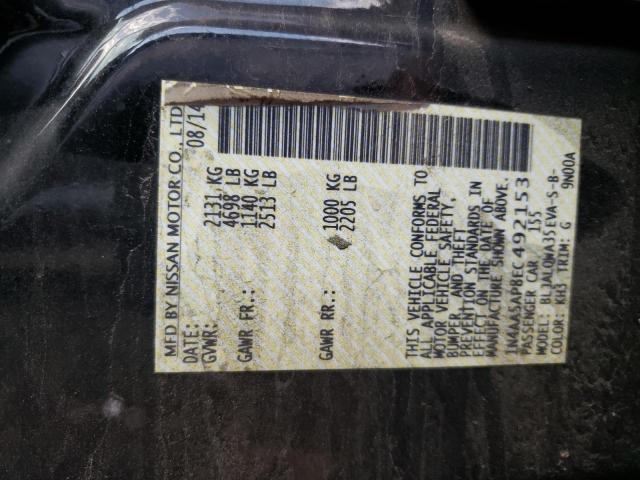 MFD BY NISSAN MOTOR CO., LTD
DATE: 08/14
GVWR: 2131 KG
4698 LB
GAWR FR.: 1140 KG
2513 LB
GAWR RR.: 1000 KG
2205 LB
THIS VEHICLE CONFORMS TO
ALL APPLICABLE FEDERAL
MOTOR VEHICLE SAFETY,
BUMPER, AND THEFT
PREVENTION STANDARDS IN
EFFECT ON THE DATE OF
MANUFACTURE SHOWN ABOVE.
1N4AA5AP8EC492153
PASSENGER CAR 155
MODEL: BLJALQWA35EVA-S-B-
COLOR: KH3 TRIM: G 9N00A